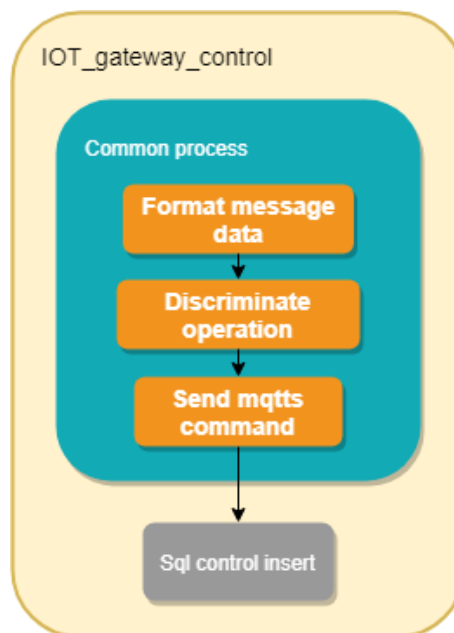 IOT_gateway_control
Common process
Format message
data
Discriminate
operation
Send mqtts
command
Sql control insert